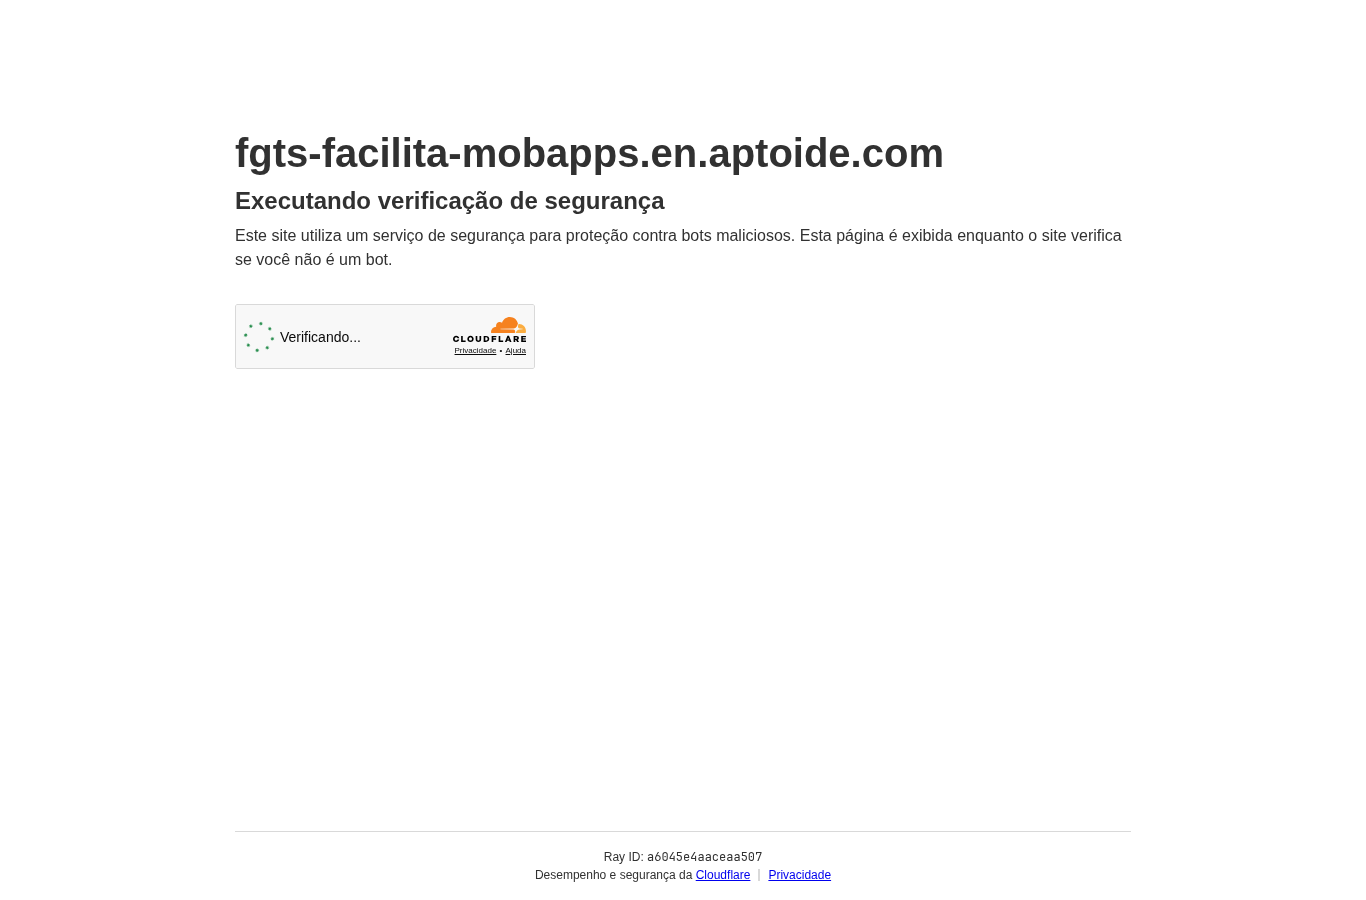 fgts-facilita-mobapps.en.aptoide.com
Executando verificação de segurança
Este site utiliza um serviço de segurança para proteção contra bots maliciosos. Esta página é exibida enquanto o site verifica
se você não é um bot.
Verificando...
CLOUDFLARE
Privacidade • Ajuda
Ray ID: a6045e4aaceaa507
Desempenho e segurança da Cloudflare | Privacidade